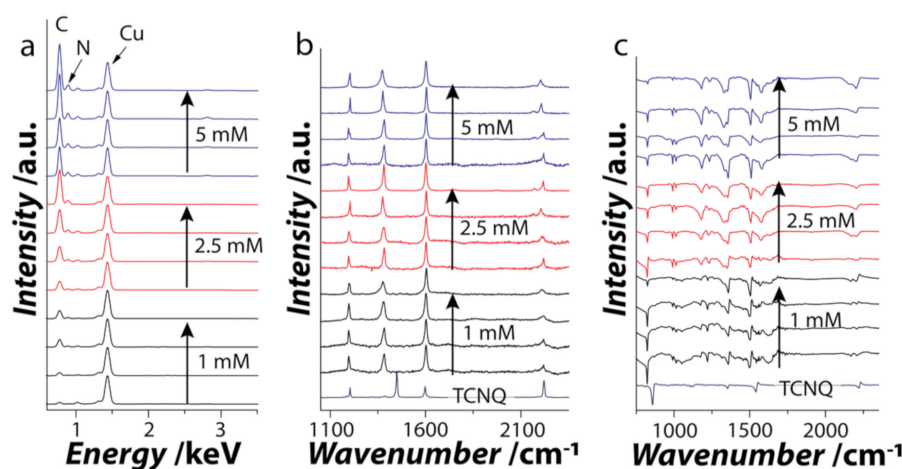 a
C
N
Cu
5 mM
2.5 mM
1 mM
Intensity /a.u.
1
2
3
Energy /keV
b
5 mM
2.5 mM
1 mM
TCNQ
Intensity /a.u.
1100
1600
2100
Wavenumber /cm⁻¹
c
5 mM
2.5 mM
1 mM
TCNQ
Intensity /a.u.
1000
1500
2000
Wavenumber /cm⁻¹